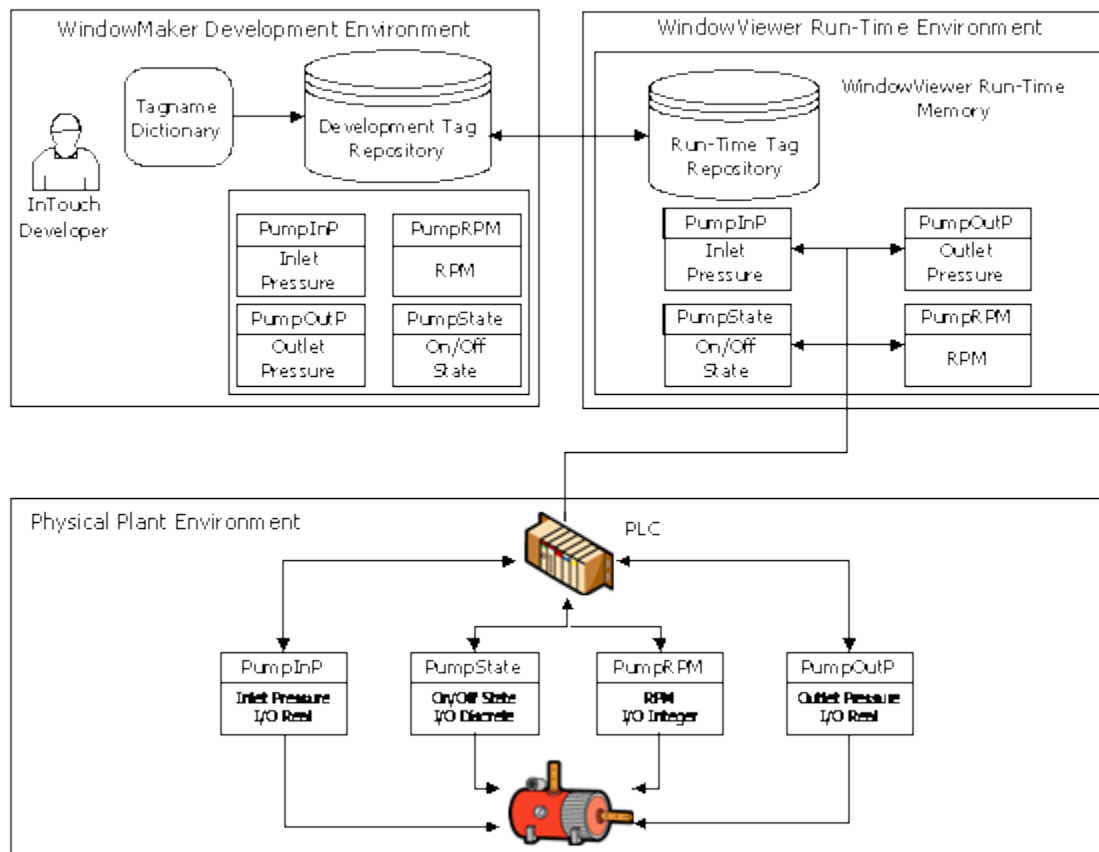 WindowMaker Development Environment
Tagname
Dictionary
Development Tag
Repository
InTouch
Developer
PumpInP
Inlet
Pressure
PumpRPM
RPM
PumpOutP
Outlet
Pressure
PumpState
On/Off
State
WindowViewer Run-Time Environment
WindowViewer Run-Time
Memory
Run-Time Tag
Repository
PumpInP
Inlet
Pressure
PumpOutP
Outlet
Pressure
PumpState
On/Off
State
PumpRPM
RPM
Physical Plant Environment
PLC
PumpInP
Inlet Pressure
I/O Real
PumpState
On/Off State
I/O Discrete
PumpRPM
RPM
I/O Integer
PumpOutP
Outlet Pressure
I/O Real